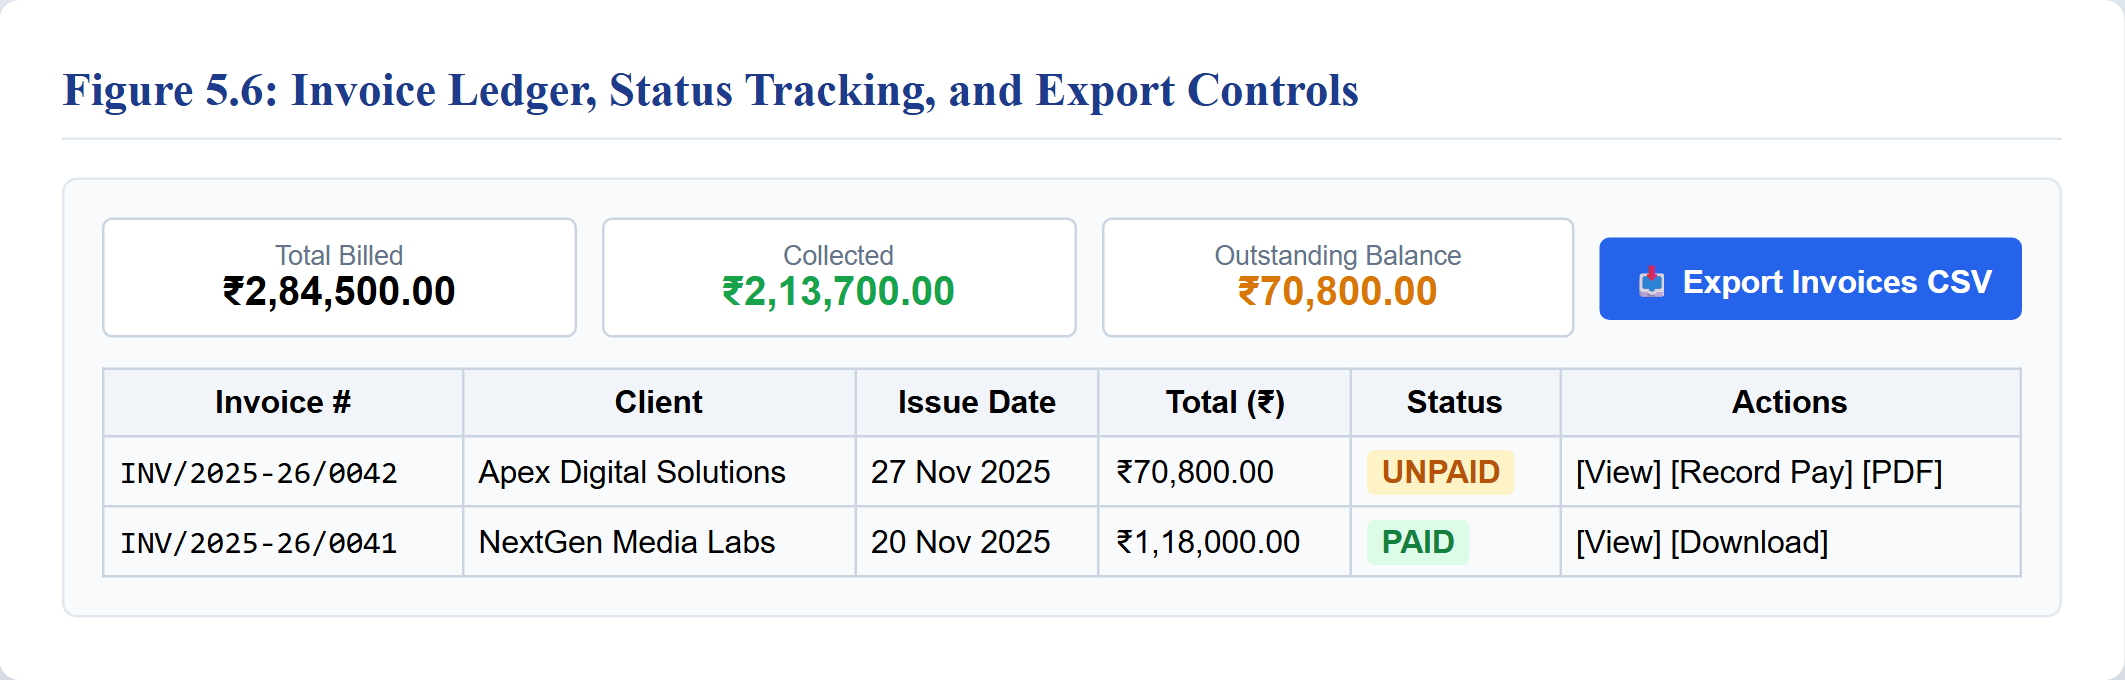 Figure 5.6: Invoice Ledger, Status Tracking, and Export Controls
Total Billed
₹2,84,500.00
Collected
₹2,13,700.00
Outstanding Balance
₹70,800.00
Export Invoices CSV
Invoice # Client Issue Date Total (₹) Status Actions
INV/2025-26/0042 Apex Digital Solutions 27 Nov 2025 ₹70,800.00 UNPAID [View] [Record Pay] [PDF]
INV/2025-26/0041 NextGen Media Labs 20 Nov 2025 ₹1,18,000.00 PAID [View] [Download]